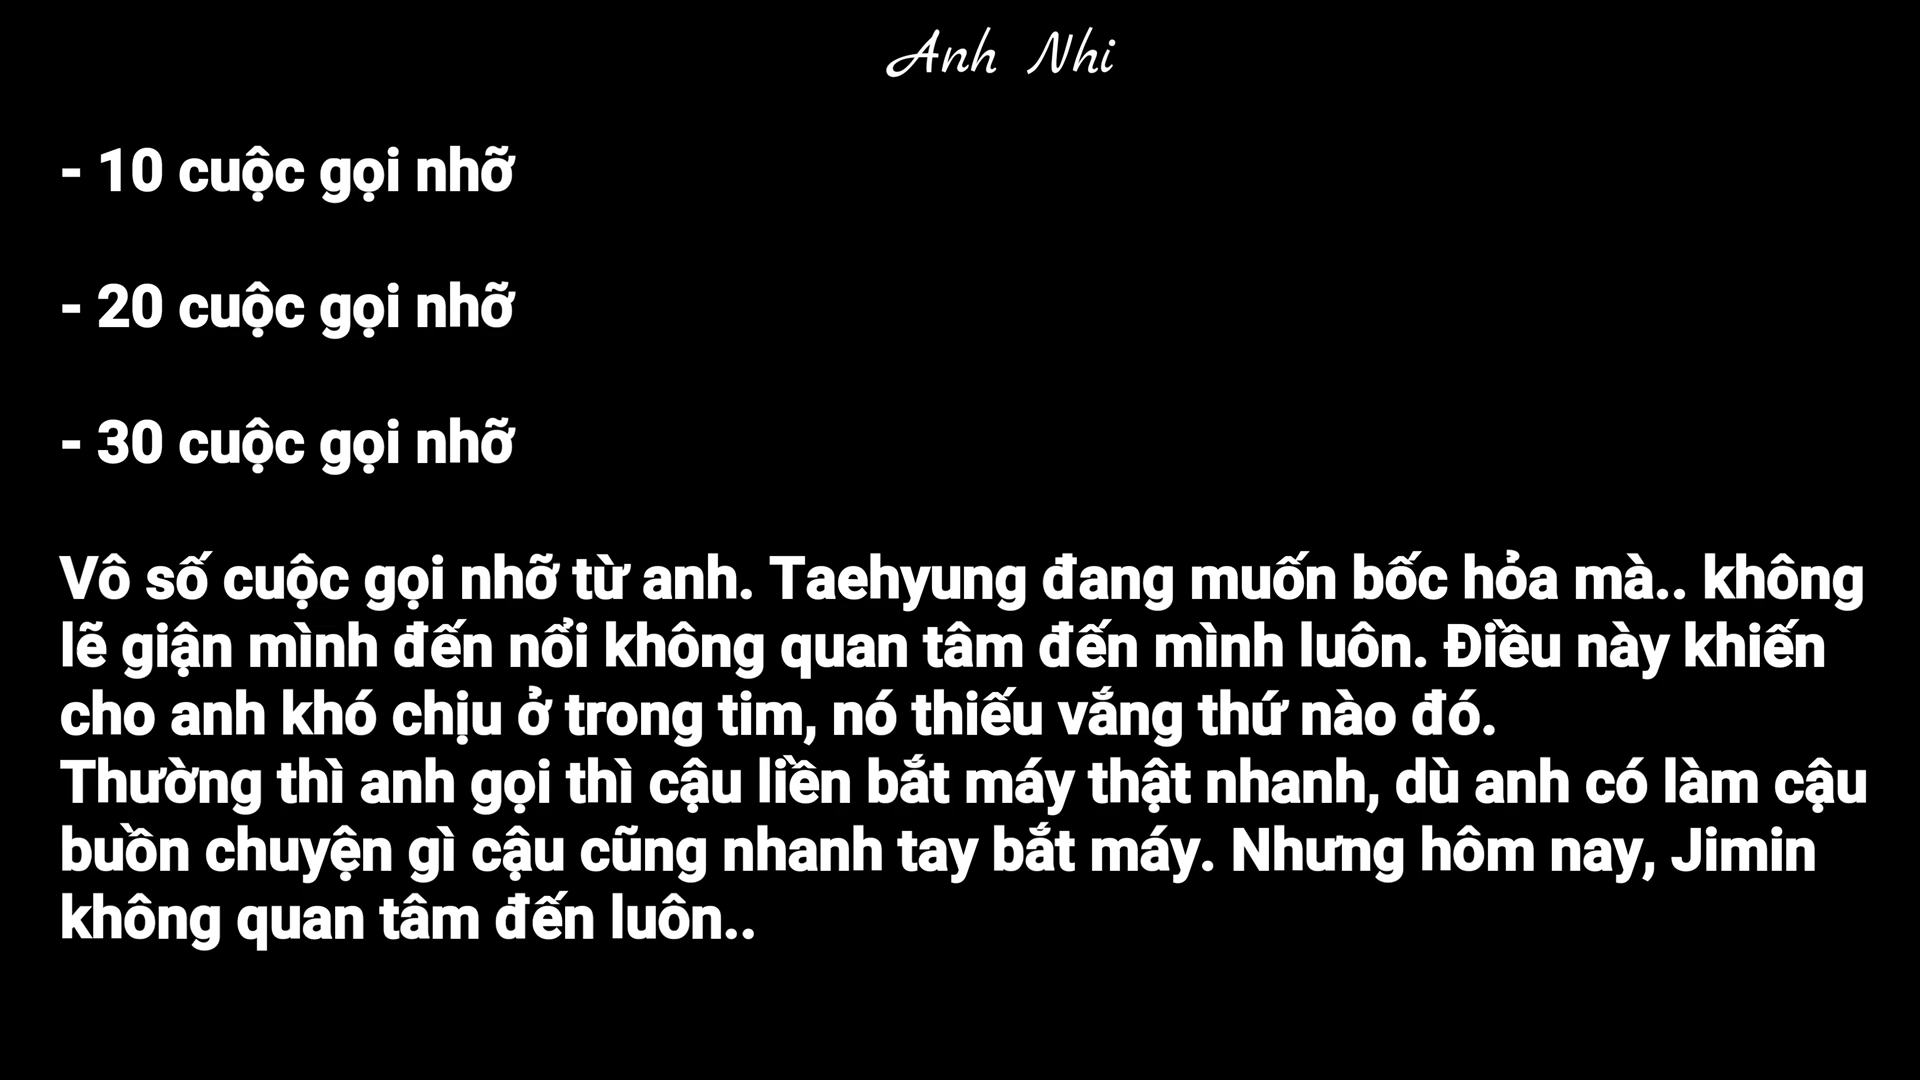 Anh Nhi
- 10 cuộc gọi nhỡ
- 20 cuộc gọi nhỡ
- 30 cuộc gọi nhỡ
Vô số cuộc gọi nhỡ từ anh. Taehyung đang muốn bốc hỏa mà.. không
lẽ giận mình đến nổi không quan tâm đến mình luôn. Điều này khiến
cho anh khó chịu ở trong tim, nó thiếu vắng thứ nào đó.
Thường thì anh gọi thì cậu liền bắt máy thật nhanh, dù anh có làm cậu
buồn chuyện gì cậu cũng nhanh tay bắt máy. Nhưng hôm nay, Jimin
không quan tâm đến luôn..